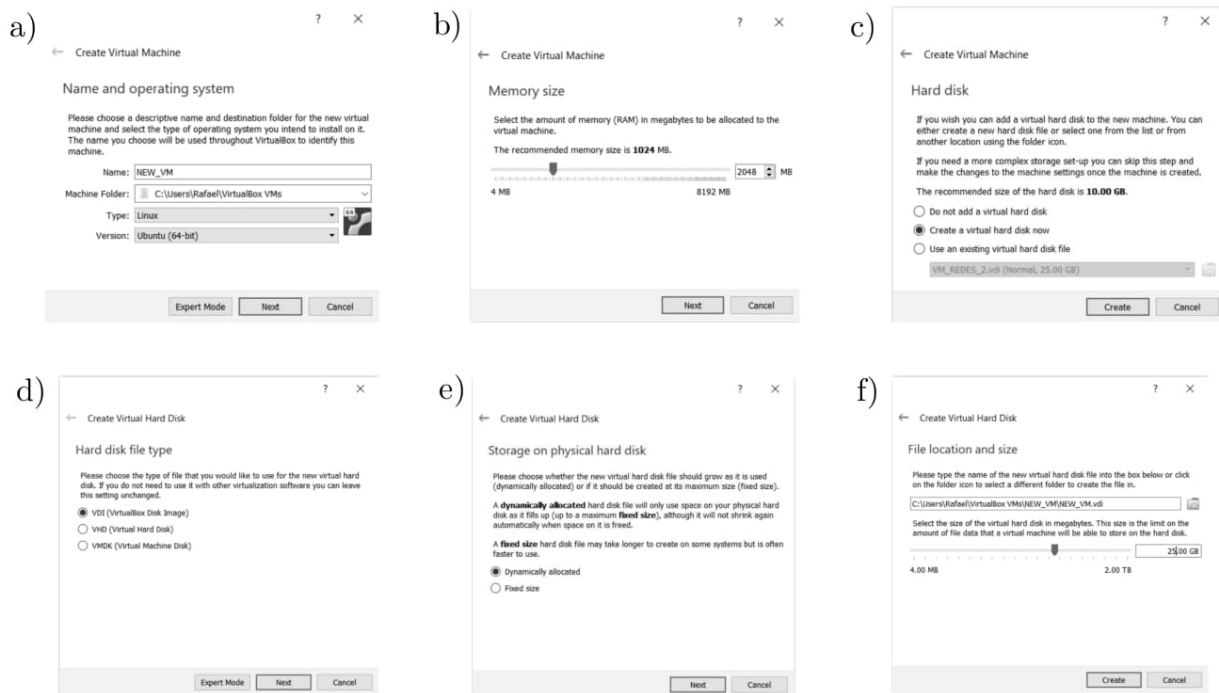 a)
? ×
← Create Virtual Machine
Name and operating system
Please choose a descriptive name and destination folder for the new virtual
machine and select the type of operating system you intend to install on it.
The name you choose will be used throughout VirtualBox to identify this
machine.
Name: NEW_VM
Machine Folder: C:\Users\Rafael\VirtualBox VMs
Type: Linux
64
Version: Ubuntu (64-bit)
Expert Mode Next Cancel
b)
? ×
← Create Virtual Machine
Memory size
Select the amount of memory (RAM) in megabytes to be allocated to the
virtual machine.
The recommended memory size is 1024 MB.
2048 MB
4 MB 8192 MB
Next Cancel
c)
? ×
← Create Virtual Machine
Hard disk
If you wish you can add a virtual hard disk to the new machine. You can
either create a new hard disk file or select one from the list or from
another location using the folder icon.
If you need a more complex storage set-up you can skip this step and
make the changes to the machine settings once the machine is created.
The recommended size of the hard disk is 10.00 GB.
Do not add a virtual hard disk
Create a virtual hard disk now
Use an existing virtual hard disk file
VM_REDES_2.vdi (Normal, 25.00 GB)
Create Cancel
d)
? ×
← Create Virtual Hard Disk
Hard disk file type
Please choose the type of file that you would like to use for the new virtual hard
disk. If you do not need to use it with other virtualization software you can leave
this setting unchanged.
VDI (VirtualBox Disk Image)
VHD (Virtual Hard Disk)
VMDK (Virtual Machine Disk)
Expert Mode Next Cancel
e)
? ×
← Create Virtual Hard Disk
Storage on physical hard disk
Please choose whether the new virtual hard disk file should grow as it is used
(dynamically allocated) or if it should be created at its maximum size (fixed size).
A dynamically allocated hard disk file will only use space on your physical
hard disk as it fills up (up to a maximum fixed size), although it will not shrink again
automatically when space on it is freed.
A fixed size hard disk file may take longer to create on some systems but is often
faster to use.
Dynamically allocated
Fixed size
Next Cancel
f)
? ×
← Create Virtual Hard Disk
File location and size
Please type the name of the new virtual hard disk file into the box below or click
on the folder icon to select a different folder to create the file in.
C:\Users\Rafael\VirtualBox VMs\NEW_VM\NEW_VM.vdi
Select the size of the virtual hard disk in megabytes. This size is the limit on the
amount of file data that a virtual machine will be able to store on the hard disk.
25.00 GB
4.00 MB 2.00 TB
Create Cancel